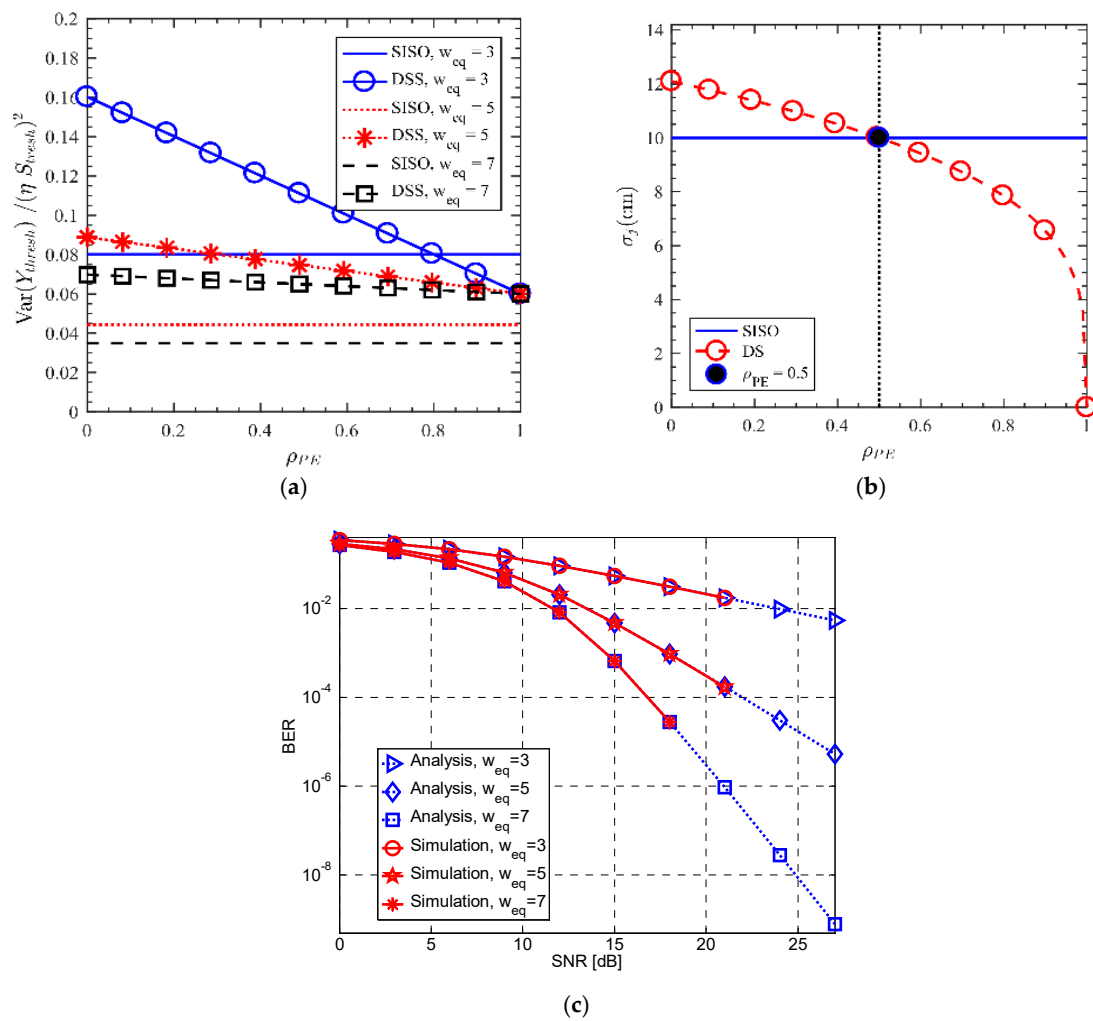 0.2
0.18
0.16
0.14
0.12
0.1
0.08
0.06
0.04
0.02
0
Var(Y_thresh) / (η S_tresh)²
SISO, w_eq = 3
DSS, w_eq = 3
SISO, w_eq = 5
DSS, w_eq = 5
SISO, w_eq = 7
DSS, w_eq = 7
0 0.2 0.4 0.6 0.8 1
ρ_PE
(a)
14
12
10
8
6
4
2
0
σ_j (cm)
SISO
DS
ρ_PE = 0.5
0 0.2 0.4 0.6 0.8 1
ρ_PE
(b)
10⁻²
10⁻⁴
10⁻⁶
10⁻⁸
BER
Analysis, w_eq=3
Analysis, w_eq=5
Analysis, w_eq=7
Simulation, w_eq=3
Simulation, w_eq=5
Simulation, w_eq=7
0 5 10 15 20 25
SNR [dB]
(c)